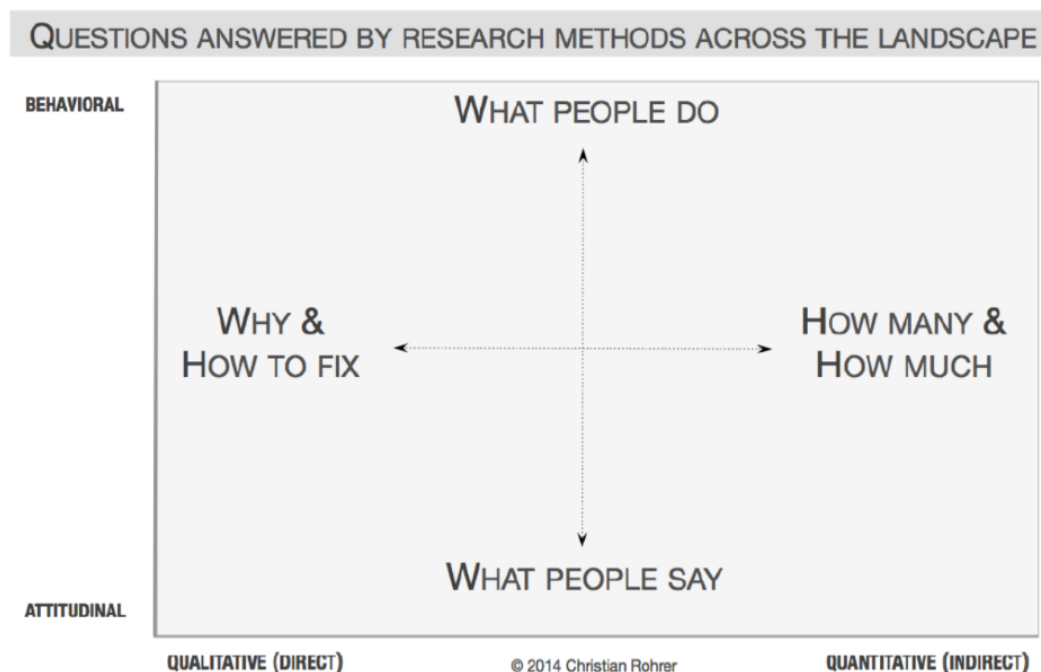 QUESTIONS ANSWERED BY RESEARCH METHODS ACROSS THE LANDSCAPE
BEHAVIORAL
WHAT PEOPLE DO
WHY &
HOW TO FIX
HOW MANY &
HOW MUCH
WHAT PEOPLE SAY
ATTITUDINAL
QUALITATIVE (DIRECT)
© 2014 Christian Rohrer
QUANTITATIVE (INDIRECT)